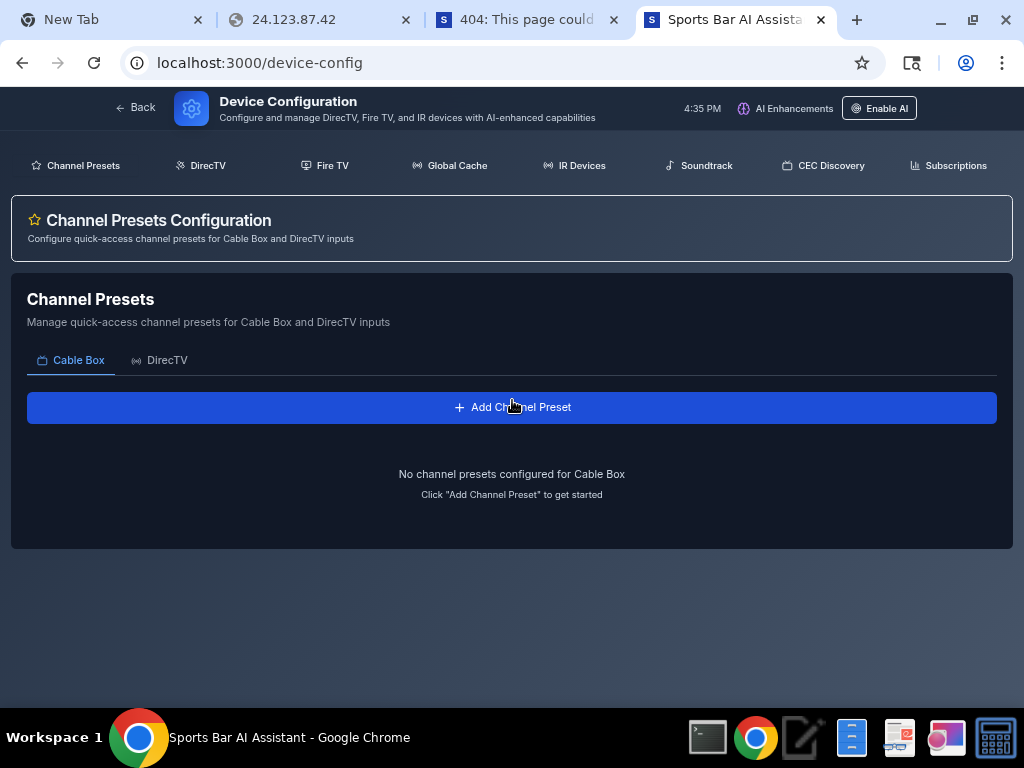 New Tab
24.123.87.42
404: This page could
Sports Bar AI Assista
localhost:3000/device-config
Back
Device Configuration
Configure and manage DirecTV, Fire TV, and IR devices with AI-enhanced capabilities
4:35 PM
AI Enhancements
Enable AI
Channel Presets
DirecTV
Fire TV
Global Cache
IR Devices
Soundtrack
CEC Discovery
Subscriptions
Channel Presets Configuration
Configure quick-access channel presets for Cable Box and DirecTV inputs
Channel Presets
Manage quick-access channel presets for Cable Box and DirecTV inputs
Cable Box
DirecTV
Add Channel Preset
No channel presets configured for Cable Box
Click "Add Channel Preset" to get started
Workspace 1
Sports Bar AI Assistant - Google Chrome